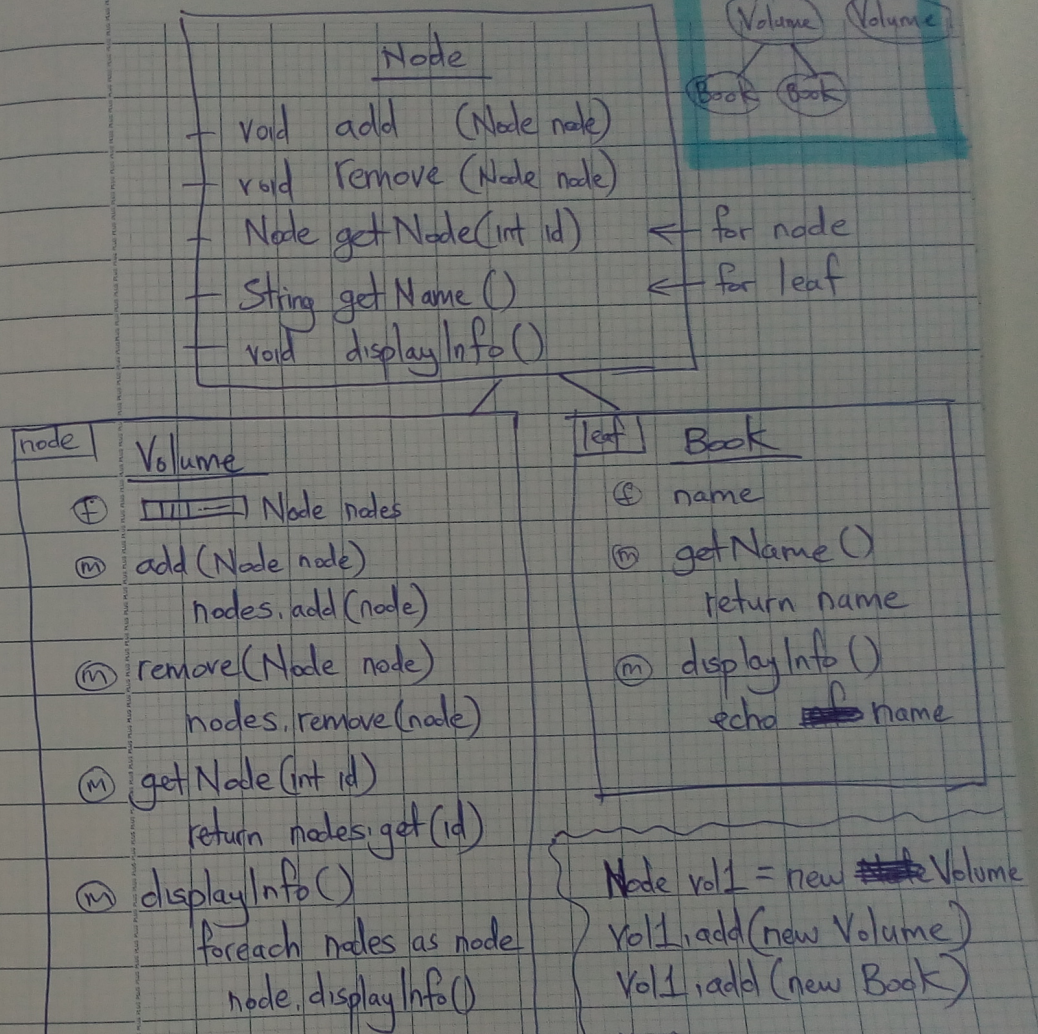 Volume Volume
Book Book
Node
void add (Node node)
void remove (Node node)
Node getNode(int id) ← for node
String getName () ← for leaf
void displayInfo ()
node
Volume
f Node nodes
m add (Node node)
nodes.add(node)
m remove(Node node)
nodes.remove(node)
m getNode(int id)
return nodes.get(id)
m displayInfo()
foreach nodes as node
node.displayInfo()
leaf
Book
f name
m getName ()
return name
m displayInfo ()
echo name
Node vol1 = new Volume
vol1.add(new Volume)
vol1.add(new Book)